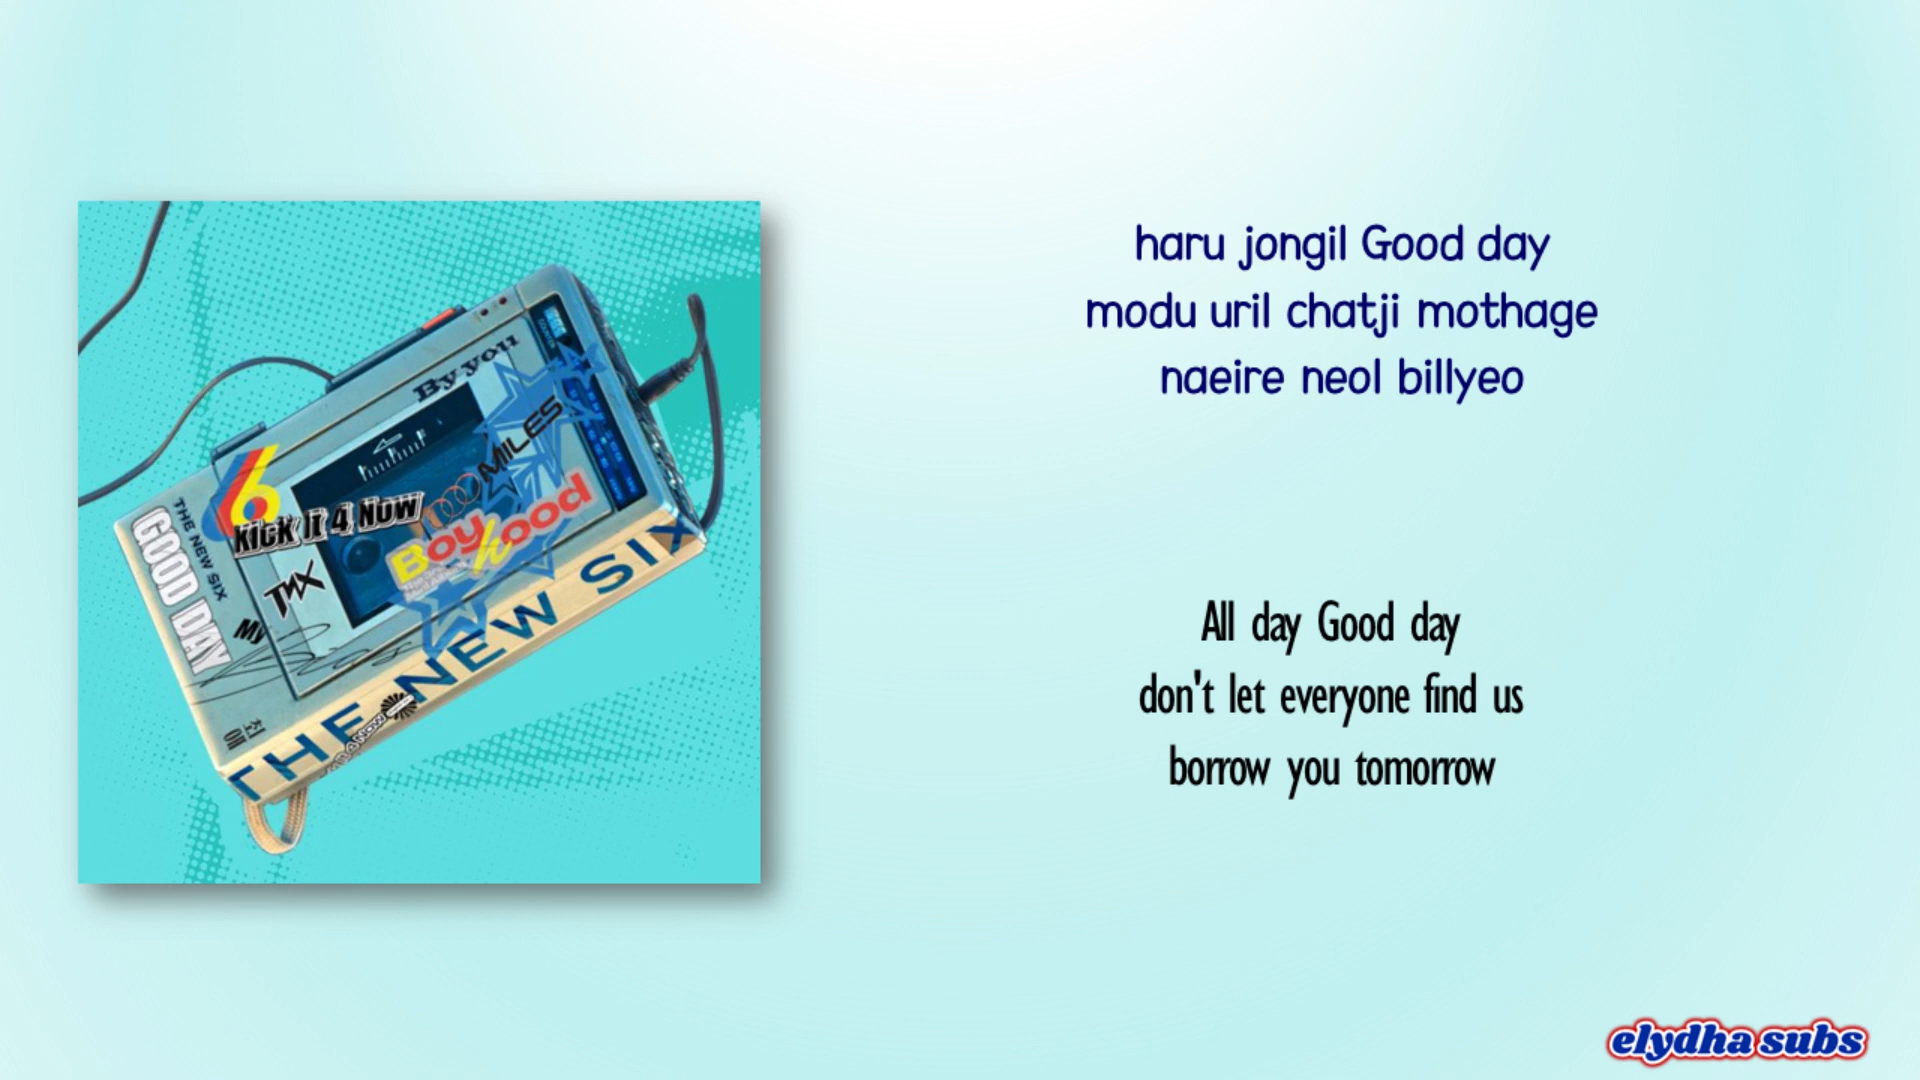 haru jongil Good day
modu uril chatji mothage
naeire neol billyeo
All day Good day
don't let everyone find us
borrow you tomorrow
By you
MILES
6
Kick It 4 Now
Boyhood
THE NEW SIX
GOOD DAY
TNX
My
THE NEW SIX
elydha subs